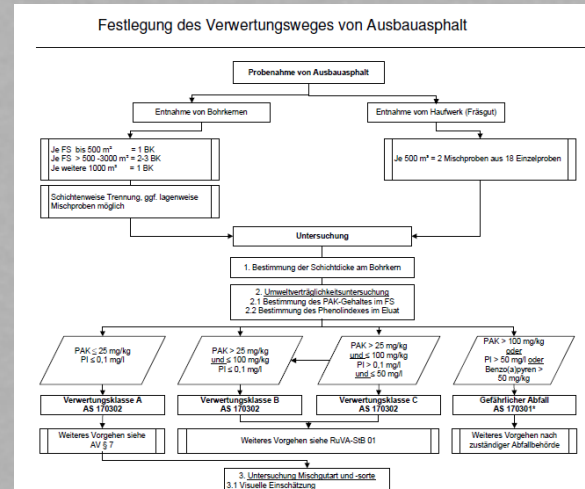 Festlegung des Verwertungsweges von Ausbauasphalt
Probenahme von Ausbauasphalt
Entnahme von Bohrkernen
Entnahme vom Haufwerk (Fräsgut)
Je FS bis 500 m² = 1 BK
Je FS > 500 -3000 m² = 2-3 BK
Je weitere 1000 m² = 1 BK
Je 500 m³ = 2 Mischproben aus 18 Einzelproben
Schichtenweise Trennung, ggf. lagenweise
Mischproben möglich
Untersuchung
1. Bestimmung der Schichtdicke am Bohrkern
2. Umweltverträglichkeitsuntersuchung
2.1 Bestimmung des PAK-Gehaltes im FS
2.2 Bestimmung des Phenolindexes im Eluat
PAK ≤ 25 mg/kg
PI ≤ 0,1 mg/l
PAK > 25 mg/kg
und ≤ 100 mg/kg
PI ≤ 0,1 mg/l
PAK > 25 mg/kg
und ≤ 100 mg/kg
PI > 0,1 mg/l
und ≤ 50 mg/l
PAK > 100 mg/kg
oder
PI > 50 mg/l oder
Benzo(a)pyren >
50 mg/kg
Verwertungsklasse A
AS 170302
Verwertungsklasse B
AS 170302
Verwertungsklasse C
AS 170302
Gefährlicher Abfall
AS 170301*
Weiteres Vorgehen siehe
AV § 7
Weiteres Vorgehen siehe RuVA-StB 01
Weiteres Vorgehen nach
zuständiger Abfallbehörde
3. Untersuchung Mischgutart und -sorte
3.1 Visuelle Einschätzung